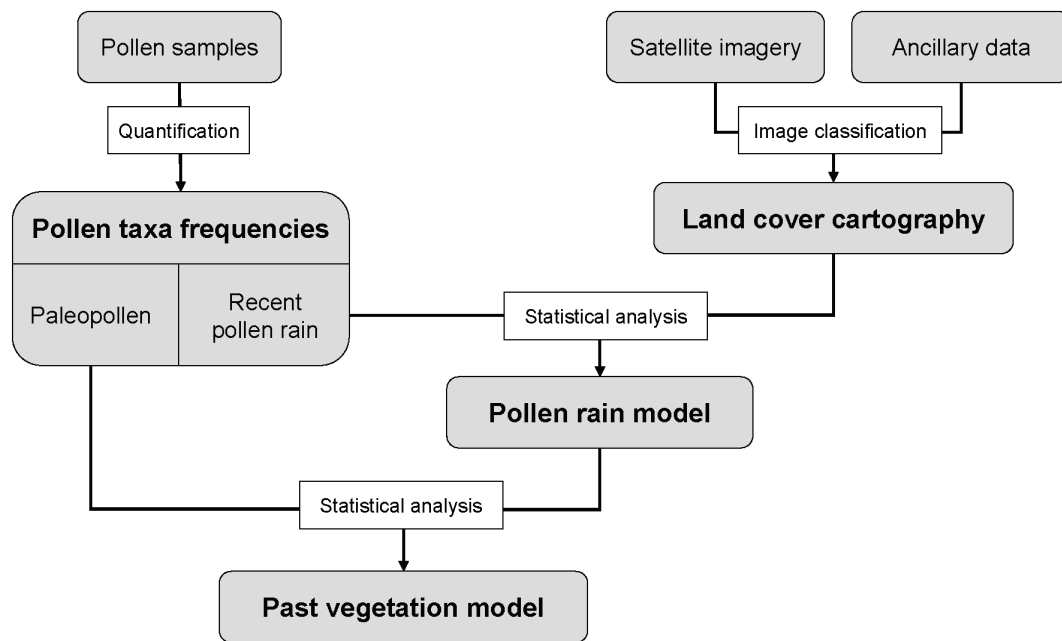 Pollen samples
Satellite imagery
Ancillary data
Quantification
Image classification
Pollen taxa frequencies
Land cover cartography
Paleopollen
Recent
pollen rain
Statistical analysis
Pollen rain model
Statistical analysis
Past vegetation model